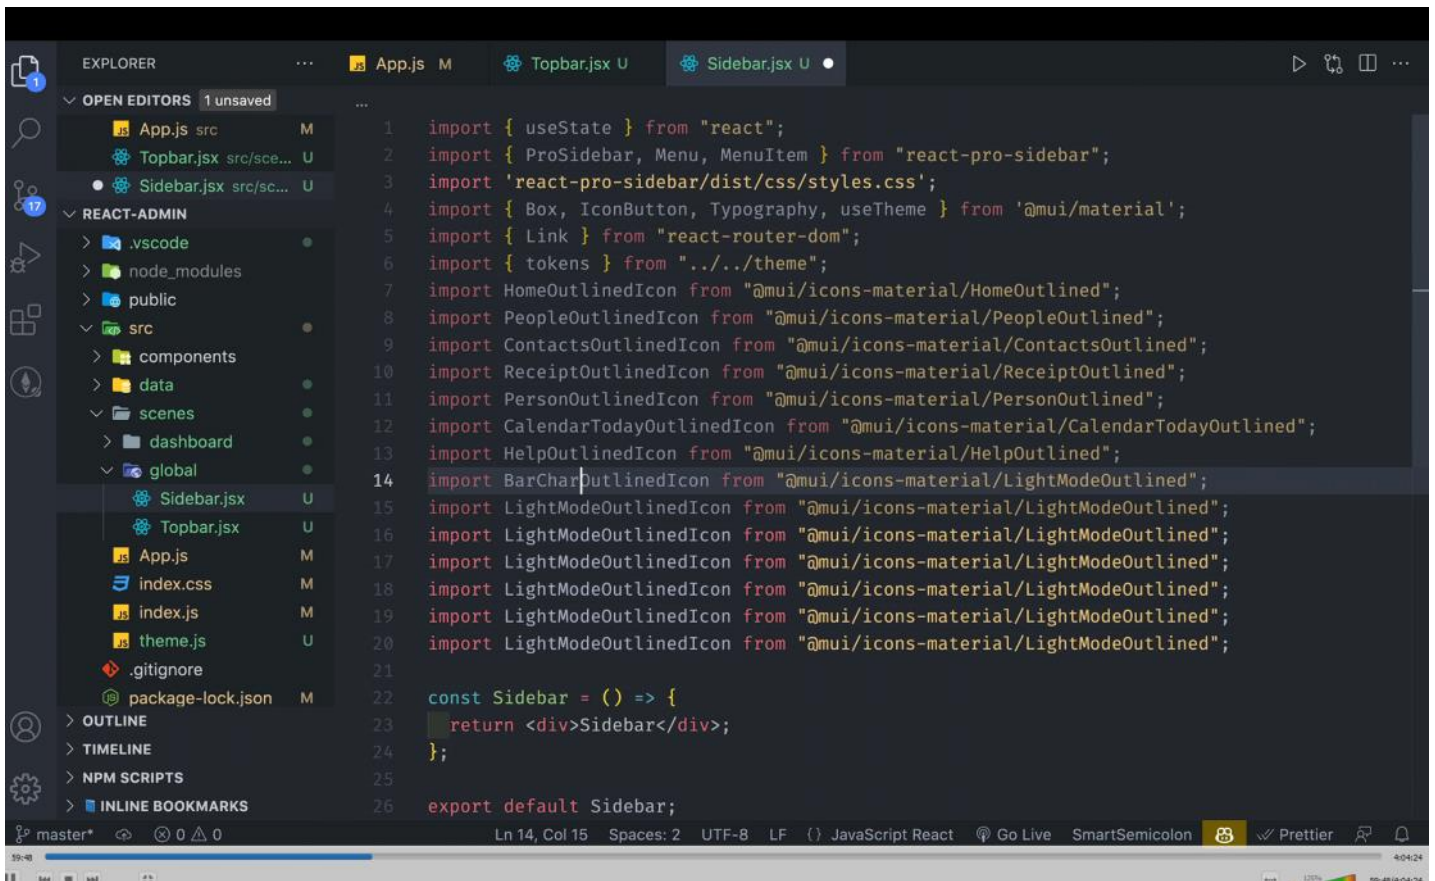 EXPLORER ... App.js M Topbar.jsx U Sidebar.jsx U ● ...
1
OPEN EDITORS 1 unsaved
...
App.js src M
Topbar.jsx src/sce... U
● Sidebar.jsx src/sc... U
17
REACT-ADMIN
.vscode
node_modules
public
src
components
data
scenes
dashboard
global
Sidebar.jsx U
Topbar.jsx U
App.js M
index.css M
index.js M
theme.js U
.gitignore
package-lock.json M
OUTLINE
TIMELINE
NPM SCRIPTS
INLINE BOOKMARKS
1 import { useState } from "react";
2 import { ProSidebar, Menu, MenuItem } from "react-pro-sidebar";
3 import 'react-pro-sidebar/dist/css/styles.css';
4 import { Box, IconButton, Typography, useTheme } from '@mui/material';
5 import { Link } from "react-router-dom";
6 import { tokens } from "../../theme";
7 import HomeOutlinedIcon from "@mui/icons-material/HomeOutlined";
8 import PeopleOutlinedIcon from "@mui/icons-material/PeopleOutlined";
9 import ContactsOutlinedIcon from "@mui/icons-material/ContactsOutlined";
10 import ReceiptOutlinedIcon from "@mui/icons-material/ReceiptOutlined";
11 import PersonOutlinedIcon from "@mui/icons-material/PersonOutlined";
12 import CalendarTodayOutlinedIcon from "@mui/icons-material/CalendarTodayOutlined";
13 import HelpOutlinedIcon from "@mui/icons-material/HelpOutlined";
14 import BarCharOutlinedIcon from "@mui/icons-material/LightModeOutlined";
15 import LightModeOutlinedIcon from "@mui/icons-material/LightModeOutlined";
16 import LightModeOutlinedIcon from "@mui/icons-material/LightModeOutlined";
17 import LightModeOutlinedIcon from "@mui/icons-material/LightModeOutlined";
18 import LightModeOutlinedIcon from "@mui/icons-material/LightModeOutlined";
19 import LightModeOutlinedIcon from "@mui/icons-material/LightModeOutlined";
20 import LightModeOutlinedIcon from "@mui/icons-material/LightModeOutlined";
21
22 const Sidebar = () => {
23 return <div>Sidebar</div>;
24 };
25
26 export default Sidebar;
master* 0 0 Ln 14, Col 15 Spaces: 2 UTF-8 LF {} JavaScript React Go Live SmartSemicolon Prettier
59:48 4:04:24